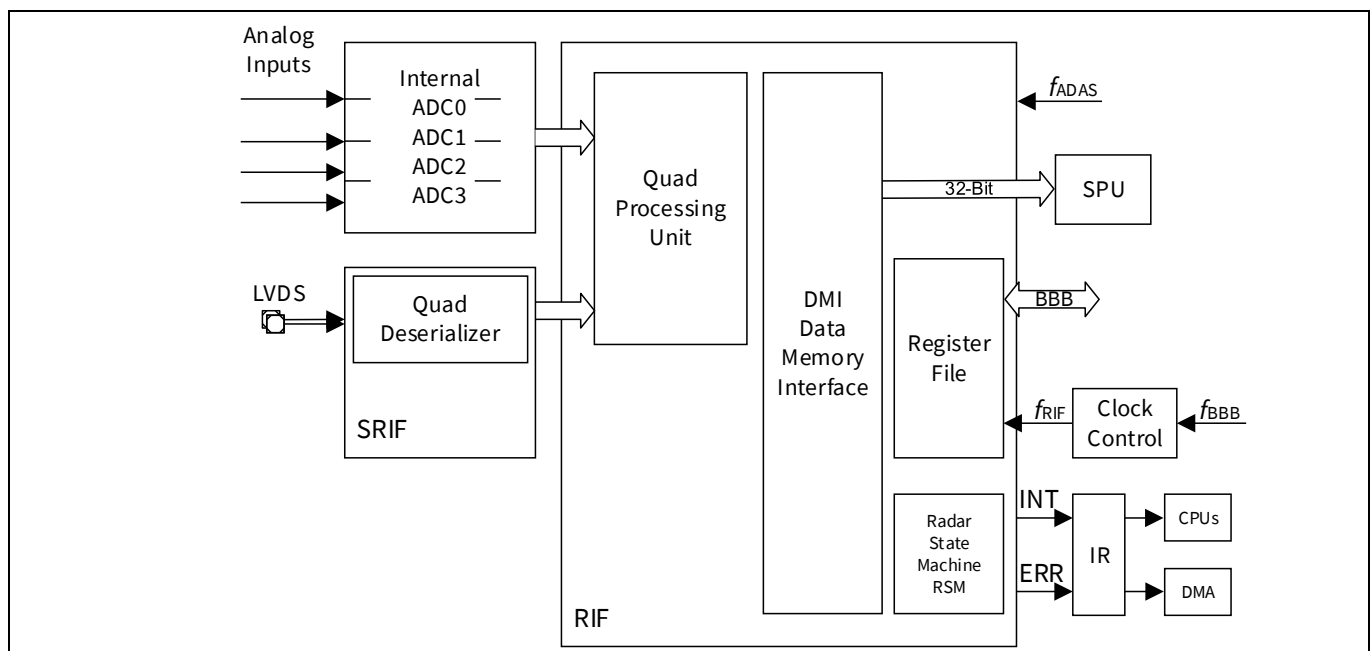 Analog
Inputs
Internal
ADC0
ADC1
ADC2
ADC3
LVDS
Quad
Deserializer
SRIF
Quad
Processing
Unit
DMI
Data
Memory
Interface
fADAS
32-Bit
SPU
Register
File
BBB
fRIF
Clock
Control
fBBB
Radar
State
Machine
RSM
INT
ERR
IR
CPUs
DMA
RIF